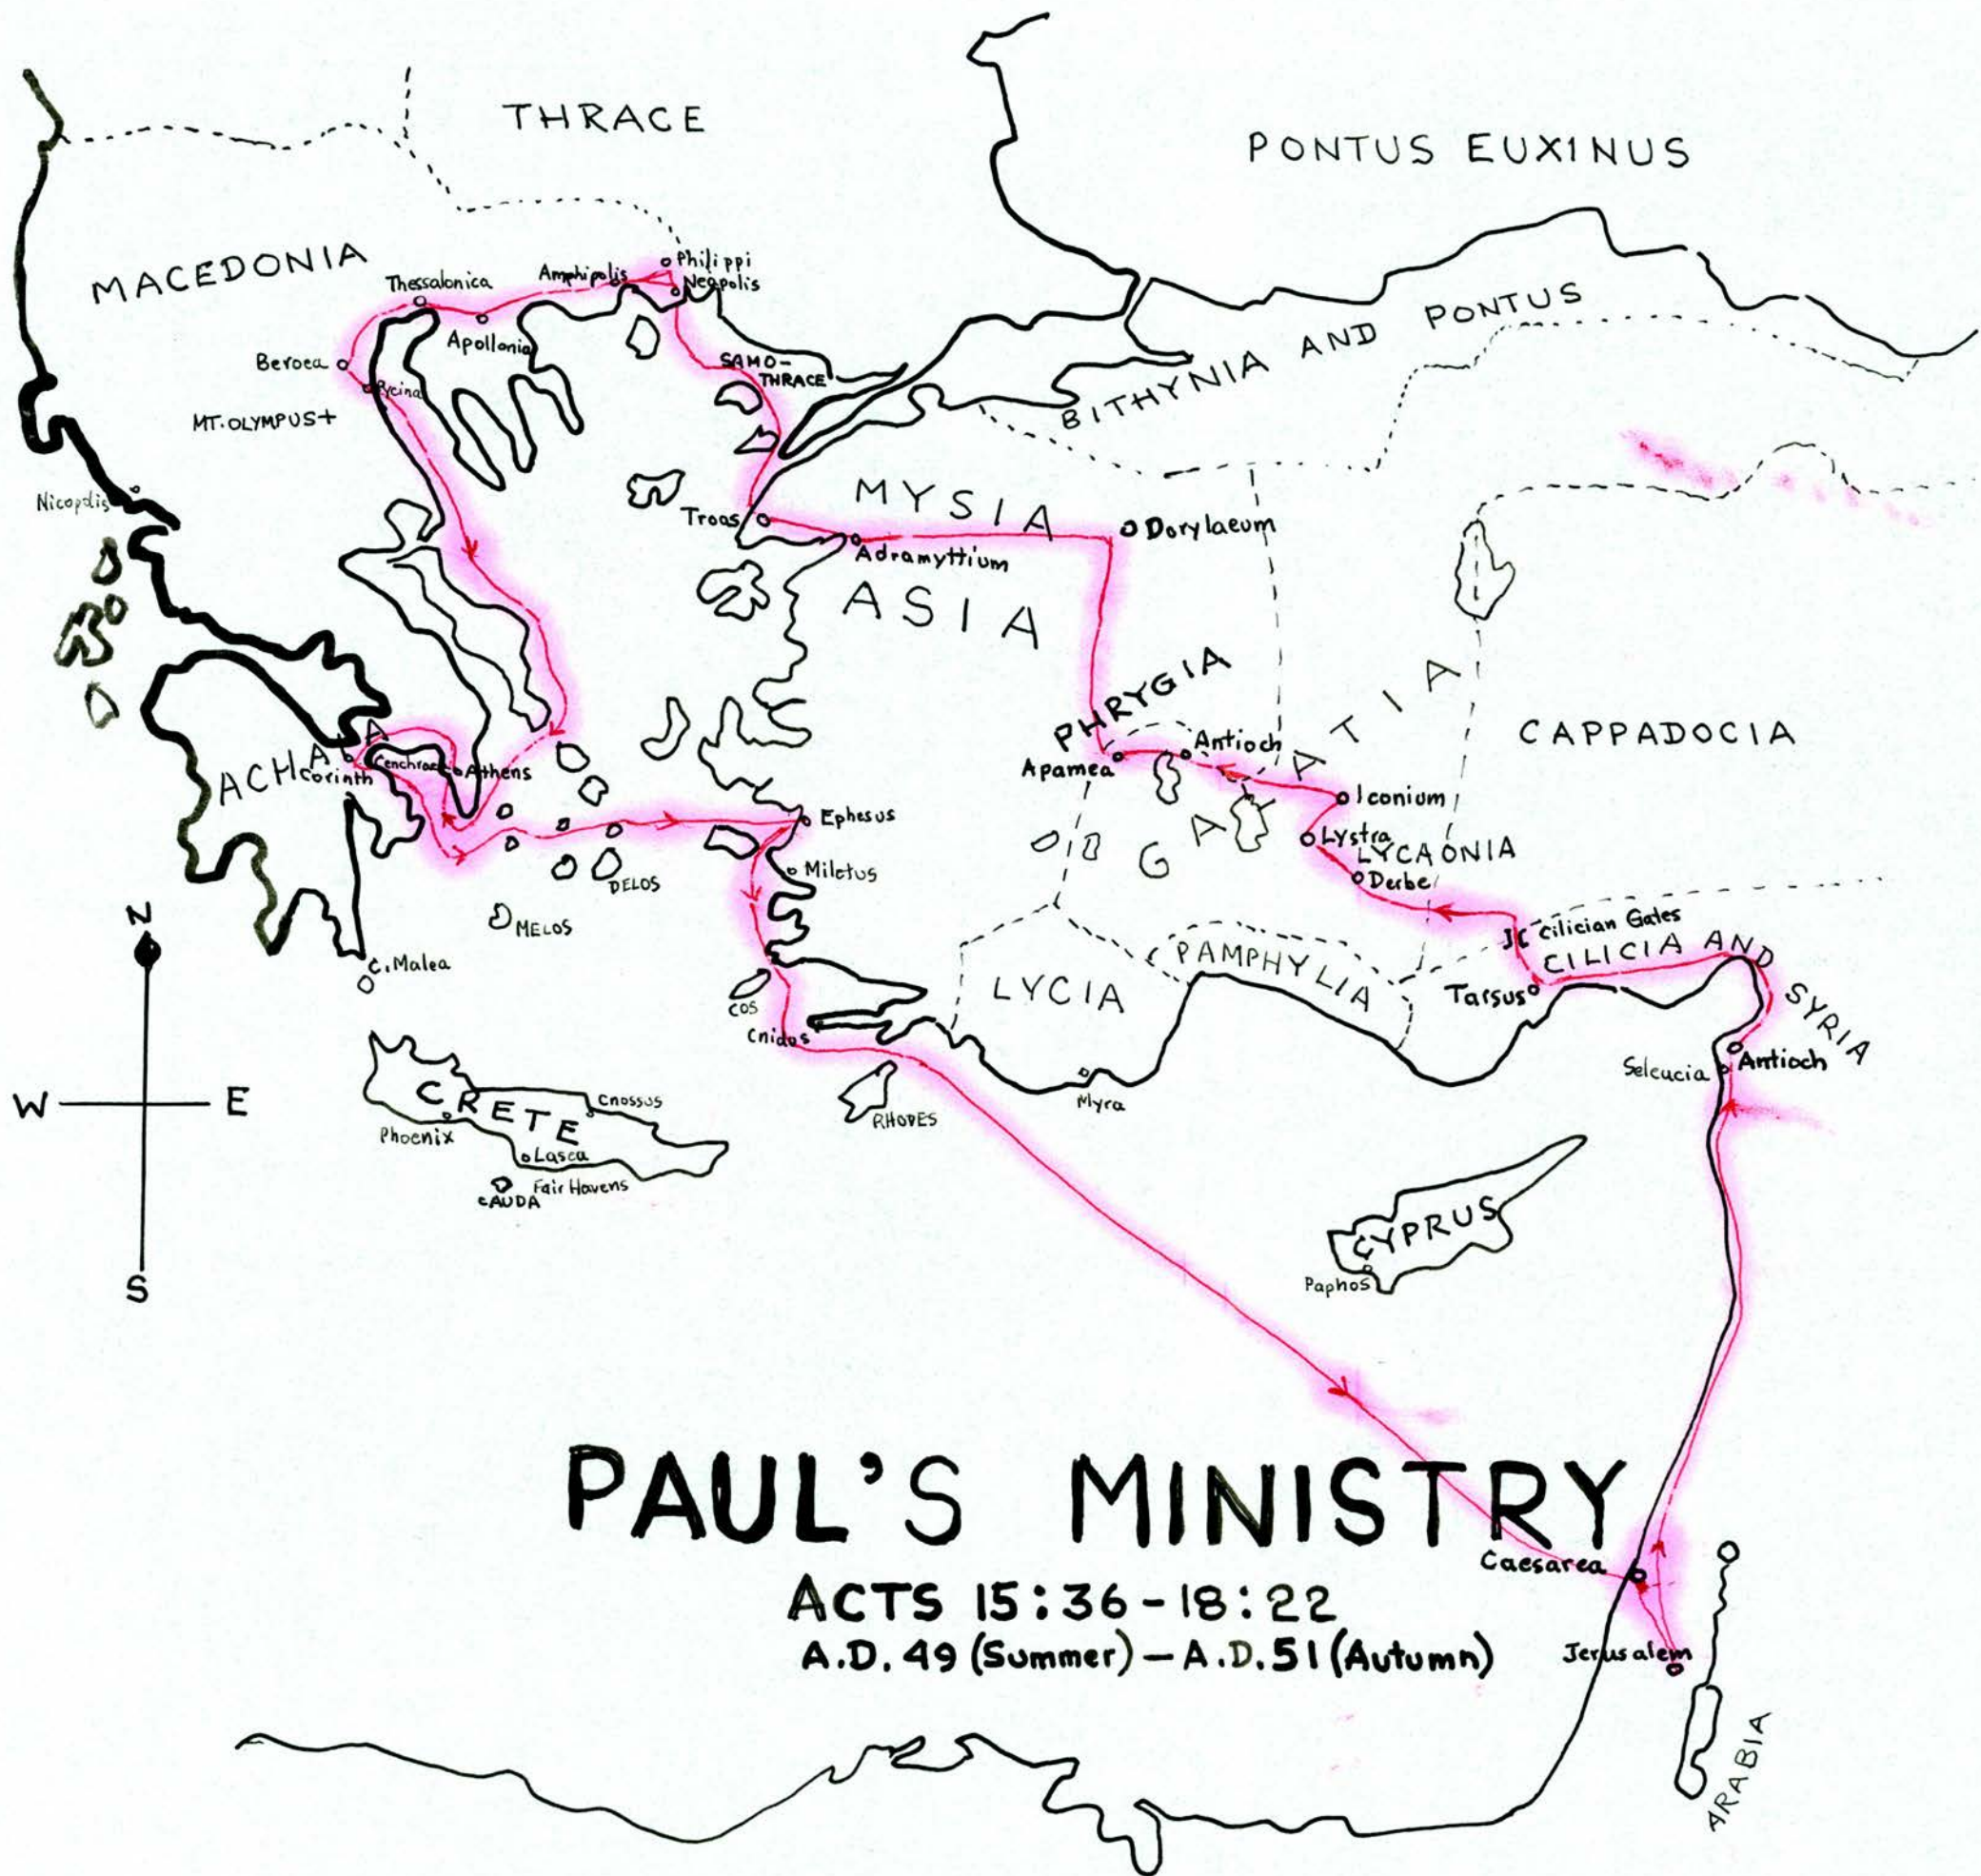 THRACE
PONTUS EUXINUS
MACEDONIA
Philippi
Neapolis
Amphipolis
Thessalonica
Apollonia
Beroea
Pycina
MT. OLYMPUS+
SAMO-
THRACE
BITHYNIA AND PONTUS
Nicopolis
Troas
MYSIA
Dorylaeum
Adramyttium
ASIA
PHRYGIA
GALATIA
CAPPADOCIA
Antioch
Apamea
Iconium
Lystra
LYCAONIA
Derbe
ACHAIA
Corinth
Cenchrae
Athens
Ephesus
Miletus
DELOS
MELOS
C. Malea
Cilician Gates
CILICIA AND SYRIA
Tarsus
PAMPHYLIA
LYCIA
COS
Cnidos
Seleucia
Antioch
Myra
RHODES
N
W
E
S
CRETE
Cnossus
Phoenix
Lasca
Fair Havens
CAUDA
CYPRUS
Paphos
PAUL'S MINISTRY
Caesarea
ACTS 15:36-18:22
A.D. 49 (Summer) — A.D. 51 (Autumn)
Jerusalem
ARABIA